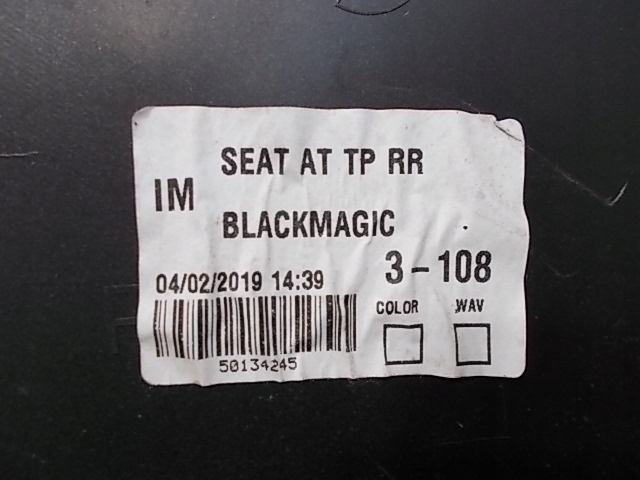 SEAT AT TP RR
IM
BLACKMAGIC
3-108
04/02/2019 14:39
COLOR WAV
50134245